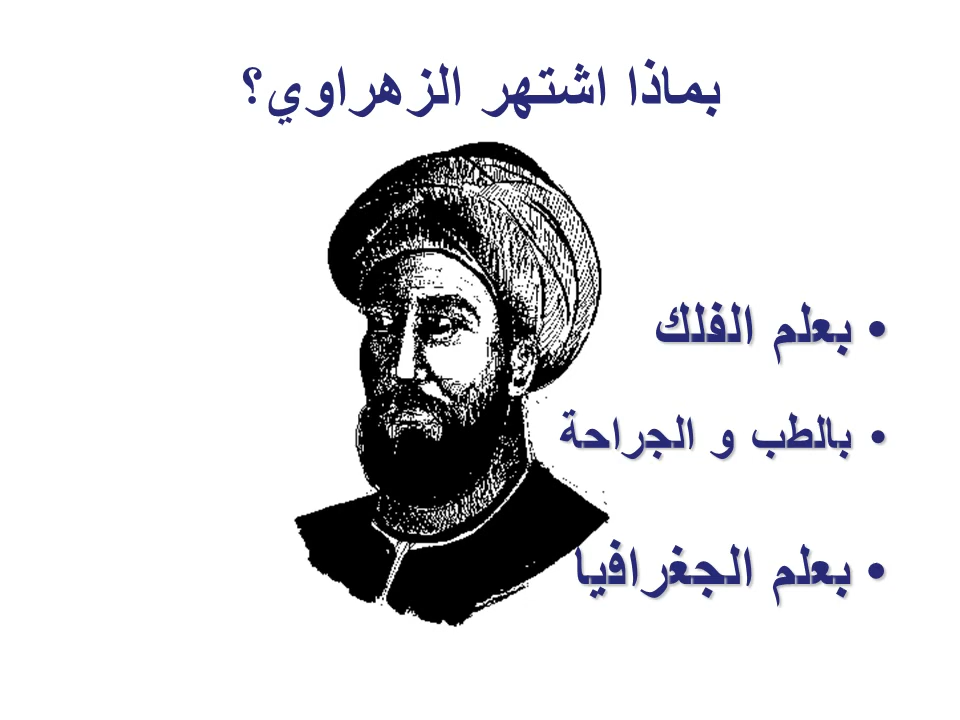 بماذا اشتهر الزهراوي؟
• بعلم الفلك
• بالطب و الجراحة
• بعلم الجغرافيا